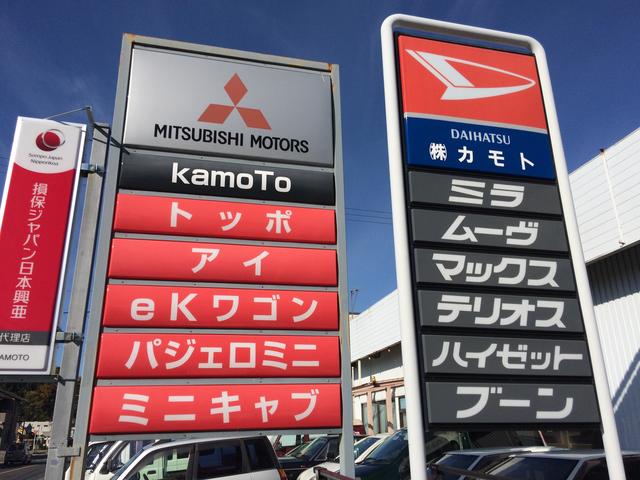 Sompo Japan
Nipponkoa
損保ジャパン日本興亜
代理店
AMOTO
MITSUBISHI MOTORS
kamoTo
トッポ
アイ
eKワゴン
パジェロミニ
ミニキャブ
DAIHATSU
㈱カモト
ミラ
ムーヴ
マックス
テリオス
ハイゼット
ブーン